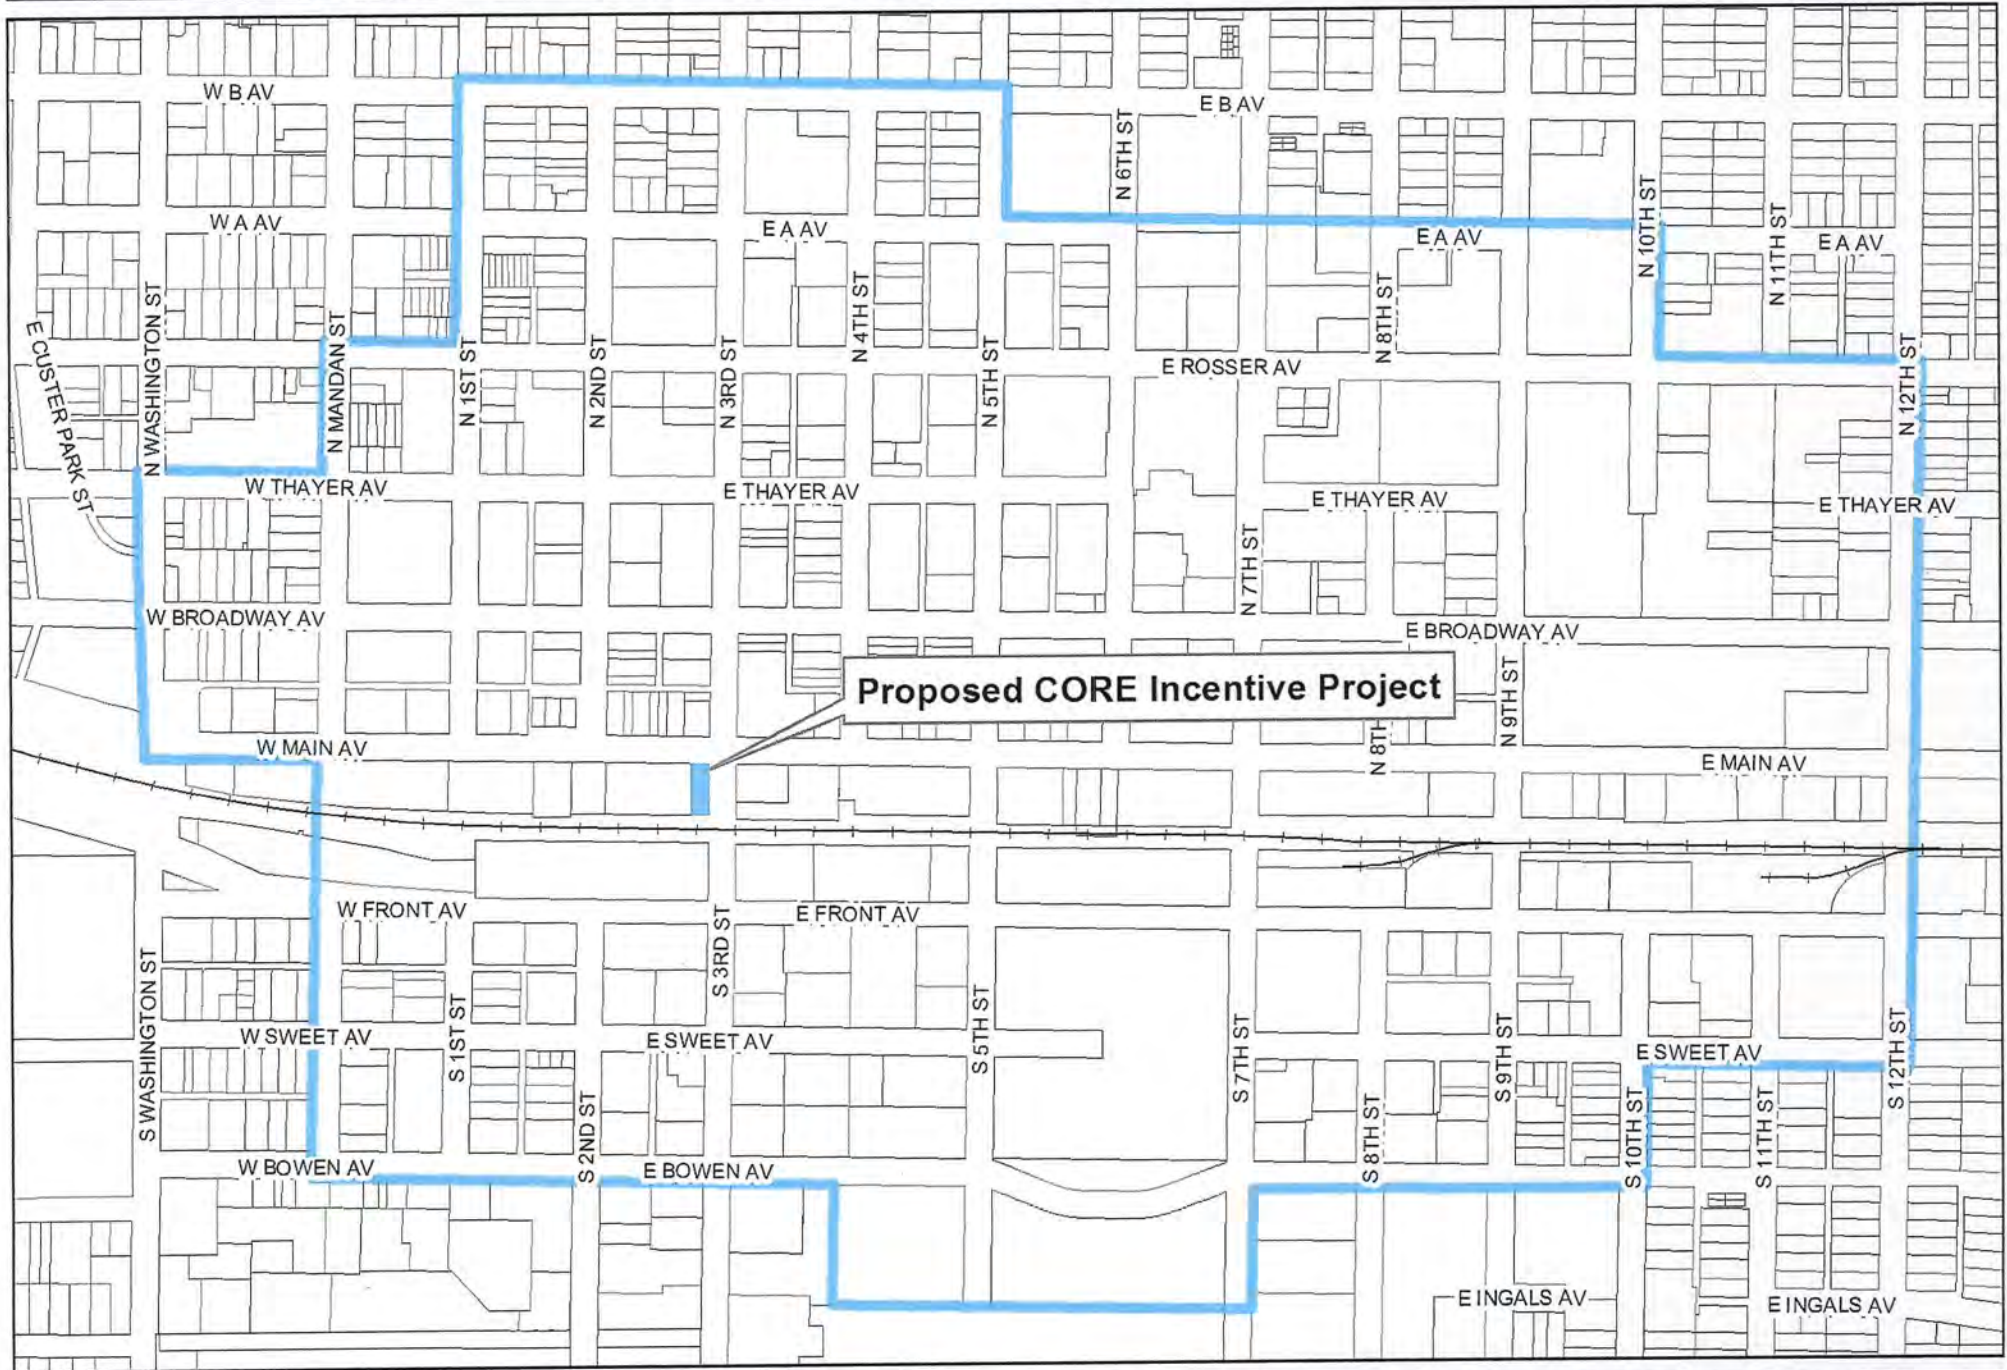 W B AV
E B AV
N 6TH ST
W A AV
E A AV
E A AV
E A AV
N 10TH ST
N 11TH ST
N WASHINGTON ST
E CUSTER PARK ST
N MANDAN ST
N 1ST ST
N 2ND ST
N 3RD ST
N 4TH ST
N 5TH ST
N 8TH ST
N 12TH ST
E ROSSER AV
W THAYER AV
E THAYER AV
E THAYER AV
E THAYER AV
N 7TH ST
W BROADWAY AV
E BROADWAY AV
Proposed CORE Incentive Project
N 8TH
N 9TH ST
W MAIN AV
E MAIN AV
W FRONT AV
S 3RD ST
E FRONT AV
S WASHINGTON ST
S 1ST ST
S 5TH ST
S 7TH ST
S 9TH ST
S 12TH ST
W SWEET AV
E SWEET AV
E SWEET AV
S 2ND ST
S 8TH ST
S 10TH ST
S 11TH ST
W BOWEN AV
E BOWEN AV
E INGALS AV
E INGALS AV